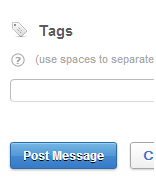 Tags
(use spaces to separate
Post Message